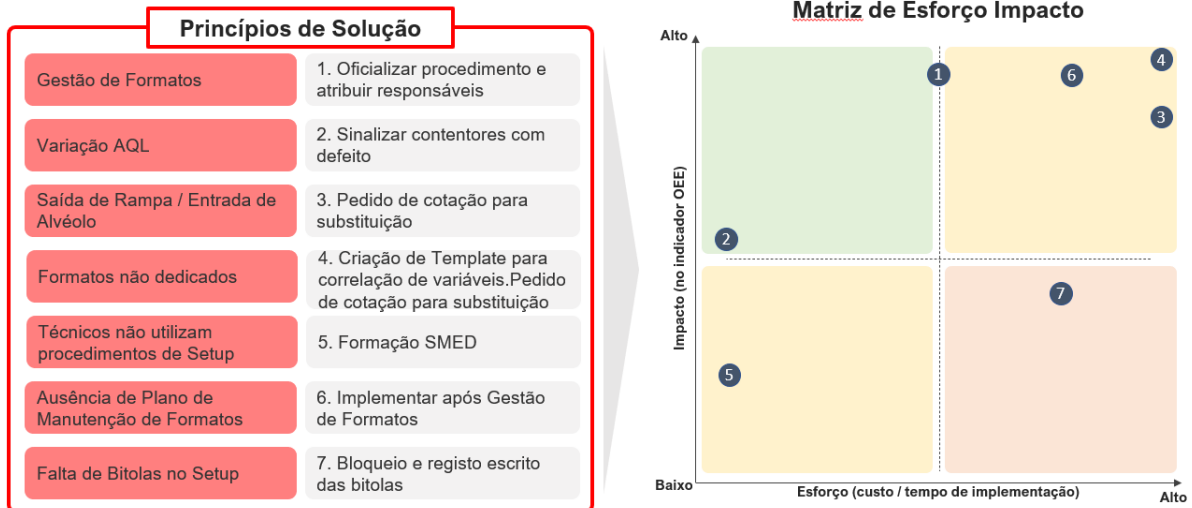 Princípios de Solução
Gestão de Formatos
1. Oficializar procedimento e
atribuir responsáveis
Variação AQL
2. Sinalizar contentores com
defeito
Saída de Rampa / Entrada de
Alvéolo
3. Pedido de cotação para
substituição
Formatos não dedicados
4. Criação de Template para
correlação de variáveis.Pedido
de cotação para substituição
Técnicos não utilizam
procedimentos de Setup
5. Formação SMED
Ausência de Plano de
Manutenção de Formatos
6. Implementar após Gestão
de Formatos
Falta de Bitolas no Setup
7. Bloqueio e registo escrito
das bitolas
Matriz de Esforço Impacto
Alto
Impacto (no indicador OEE)
1
6
4
3
2
7
5
Baixo
Esforço (custo / tempo de implementação)
Alto